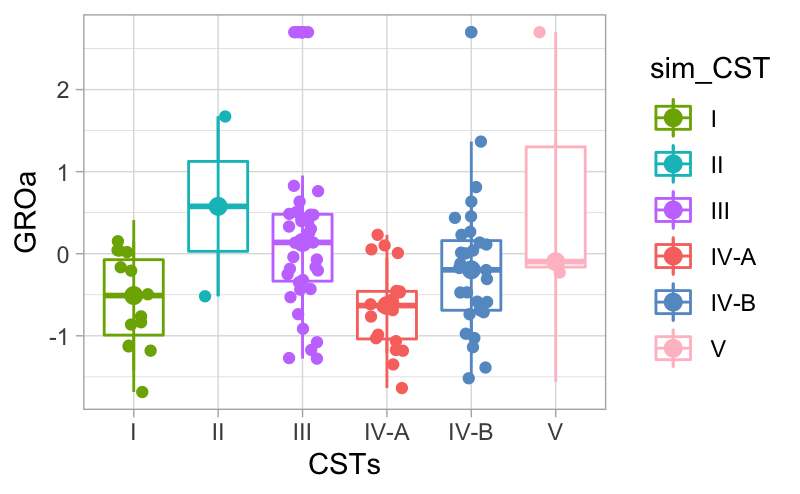 GROa
2
1
0
-1
I II III IV-A IV-B V
CSTs
sim_CST
I
II
III
IV-A
IV-B
V